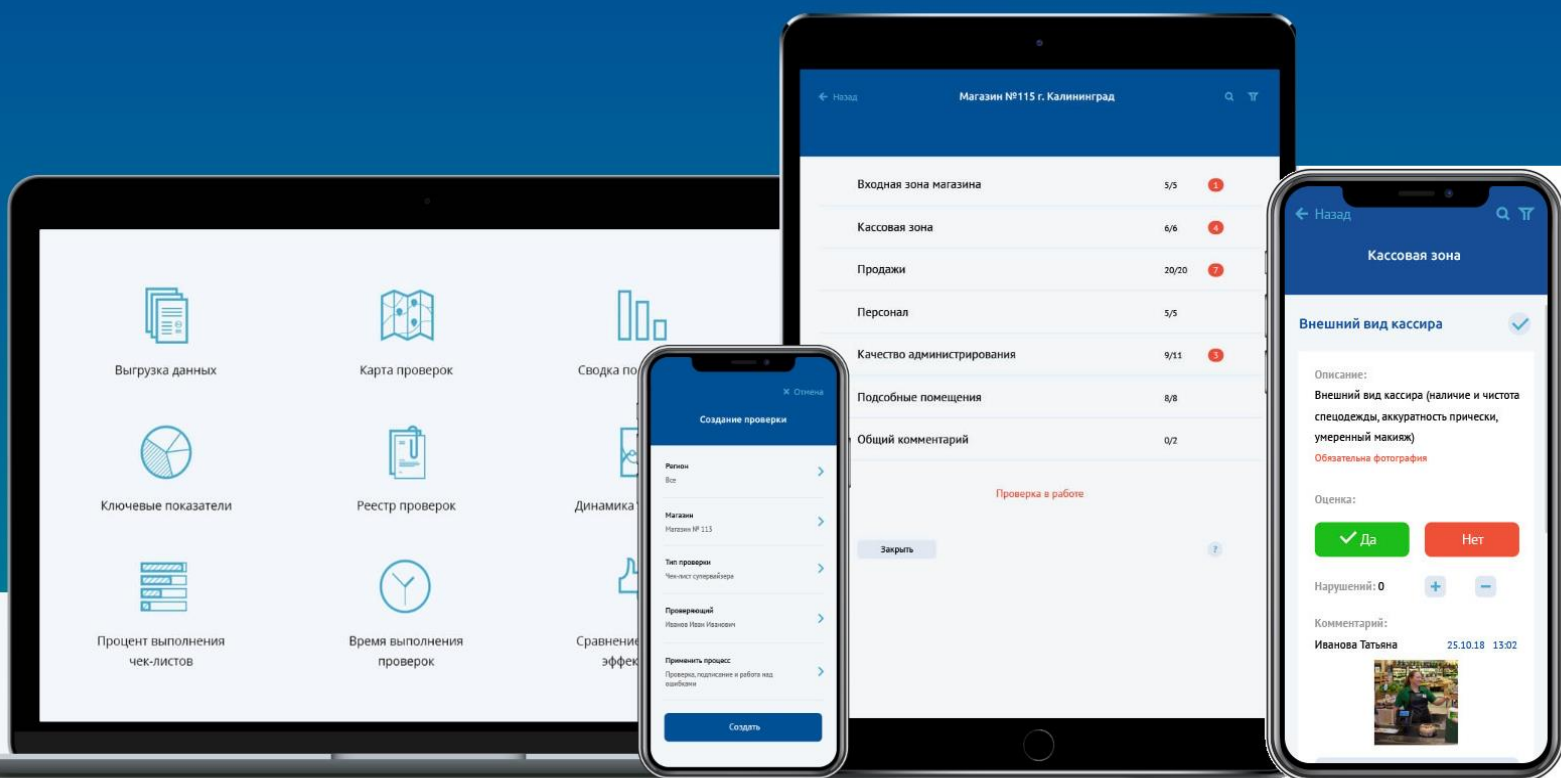 Выгрузка данных
Карта проверок
Сводка по
Ключевые показатели
Реестр проверок
Динамика
Процент выполнения
чек-листов
Время выполнения
проверок
Сравнение
эффек
× Отмена
Создание проверки
Регион
Все
Магазин
Магазин № 113
Тип проверки
Чек-лист супервайзера
Проверяющий
Иванов Иван Иванович
Применить процесс
Проверка, подписание и работа над
ошибками
Создать
← Назад
Магазин №115 г. Калининград
Входная зона магазина 5/5 1
Кассовая зона 6/6 4
Продажи 20/20 7
Персонал 5/5
Качество администрирования 9/11 3
Подсобные помещения 8/8
Общий комментарий 0/2
Проверка в работе
Закрыть ?
← Назад
Кассовая зона
Внешний вид кассира
Описание:
Внешний вид кассира (наличие и чистота
спецодежды, аккуратность прически,
умеренный макияж)
Обязательна фотография
Оценка:
Да Нет
Нарушений: 0 + −
Комментарий:
Иванова Татьяна 25.10.18 13:02